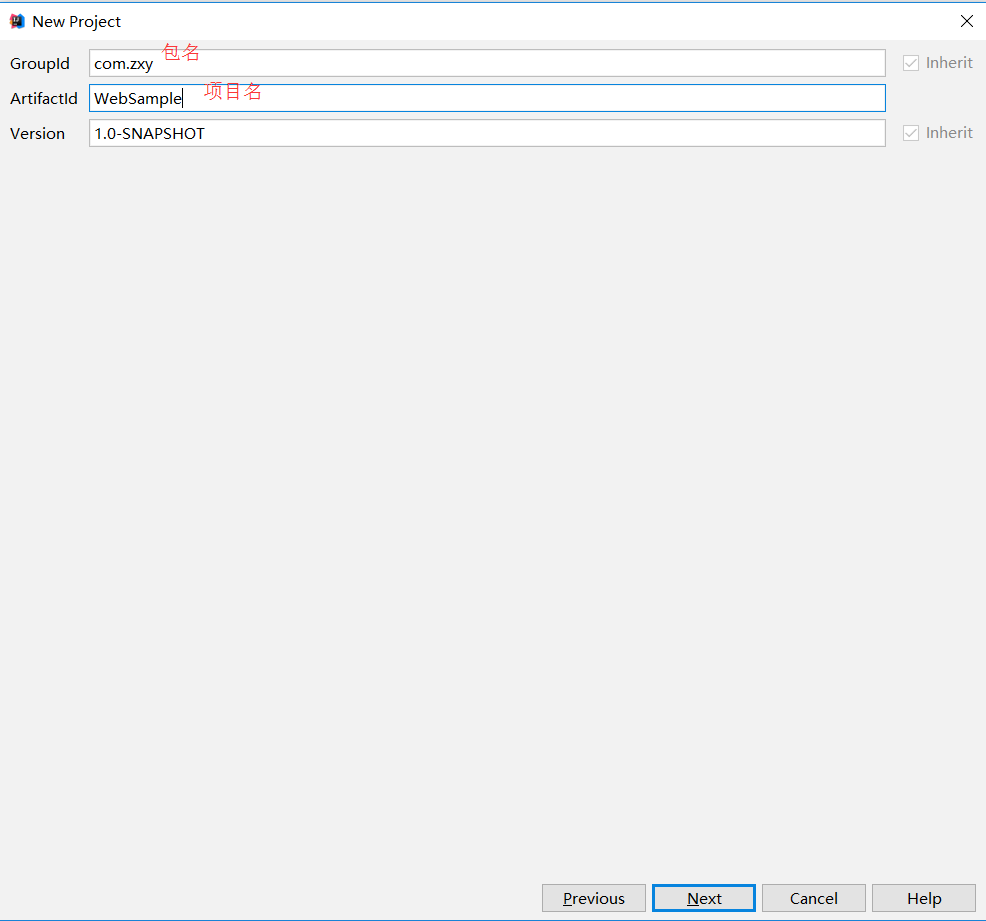 New Project
GroupId com.zxy 包名 Inherit
ArtifactId WebSample 项目名
Version 1.0-SNAPSHOT Inherit
Previous Next Cancel Help